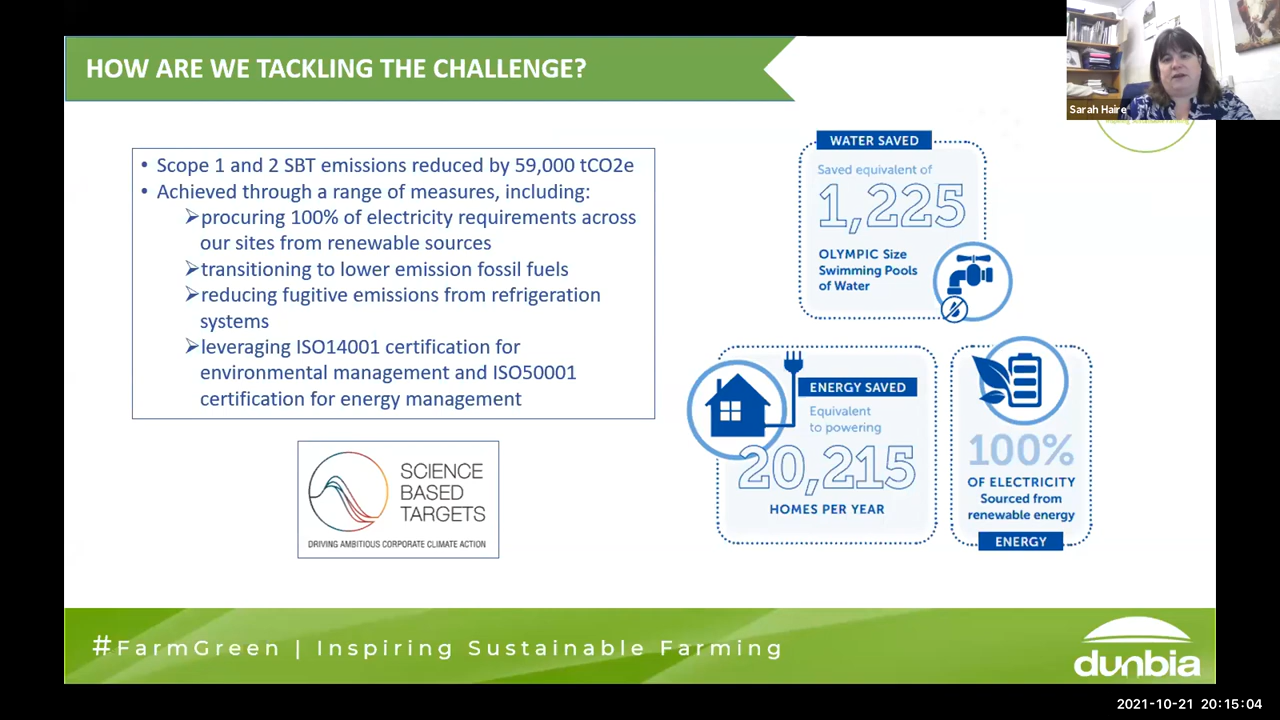 HOW ARE WE TACKLING THE CHALLENGE?
Sarah Haire
Inspiring Sustainable Farming
• Scope 1 and 2 SBT emissions reduced by 59,000 tCO2e
• Achieved through a range of measures, including:
➢procuring 100% of electricity requirements across
our sites from renewable sources
➢transitioning to lower emission fossil fuels
➢reducing fugitive emissions from refrigeration
systems
➢leveraging ISO14001 certification for
environmental management and ISO50001
certification for energy management
SCIENCE
BASED
TARGETS
DRIVING AMBITIOUS CORPORATE CLIMATE ACTION
WATER SAVED
Saved equivalent of
1,225
OLYMPIC Size
Swimming Pools
of Water
ENERGY SAVED
Equivalent
to powering
20,215
HOMES PER YEAR
100%
OF ELECTRICITY
Sourced from
renewable energy
ENERGY
#FarmGreen | Inspiring Sustainable Farming
dunbia
2021-10-21 20:15:04